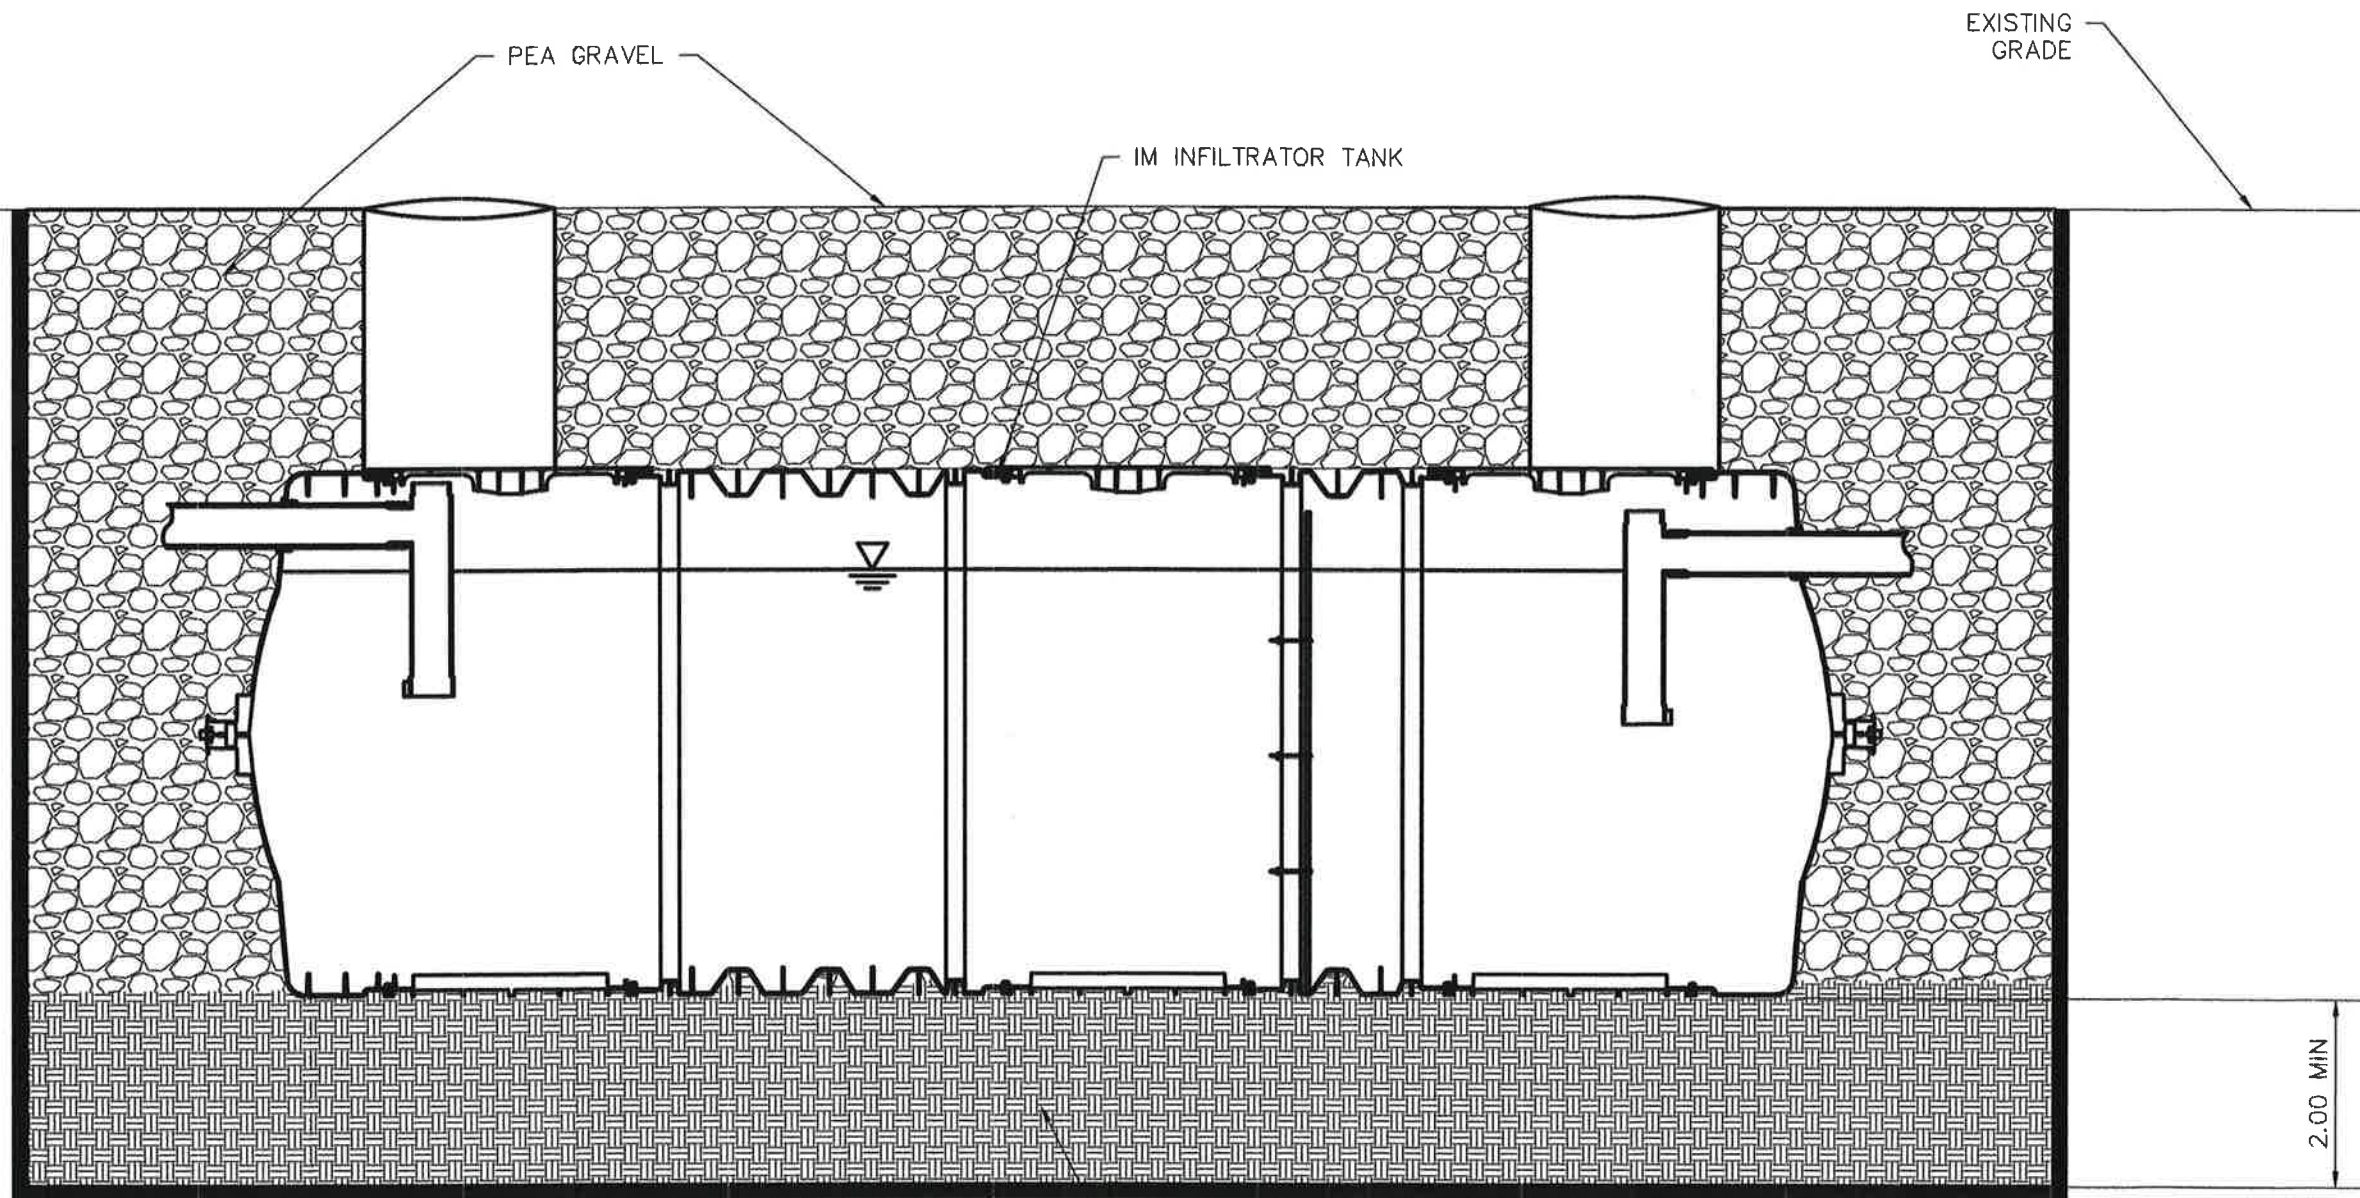 PEA GRAVEL
EXISTING
GRADE
IM INFILTRATOR TANK
2.00 MIN